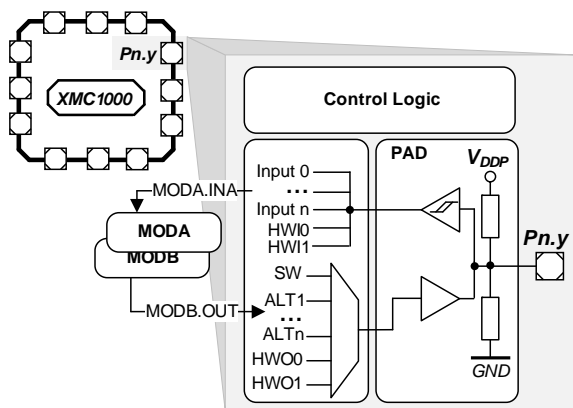 Pn.y
XMC1000
Control Logic
PAD
VDDP
Input 0
...
Input n
HWI0
HWI1
MODA.INA
MODA
MODB
MODB.OUT
SW
ALT1
...
ALTn
HWO0
HWO1
Pn.y
GND